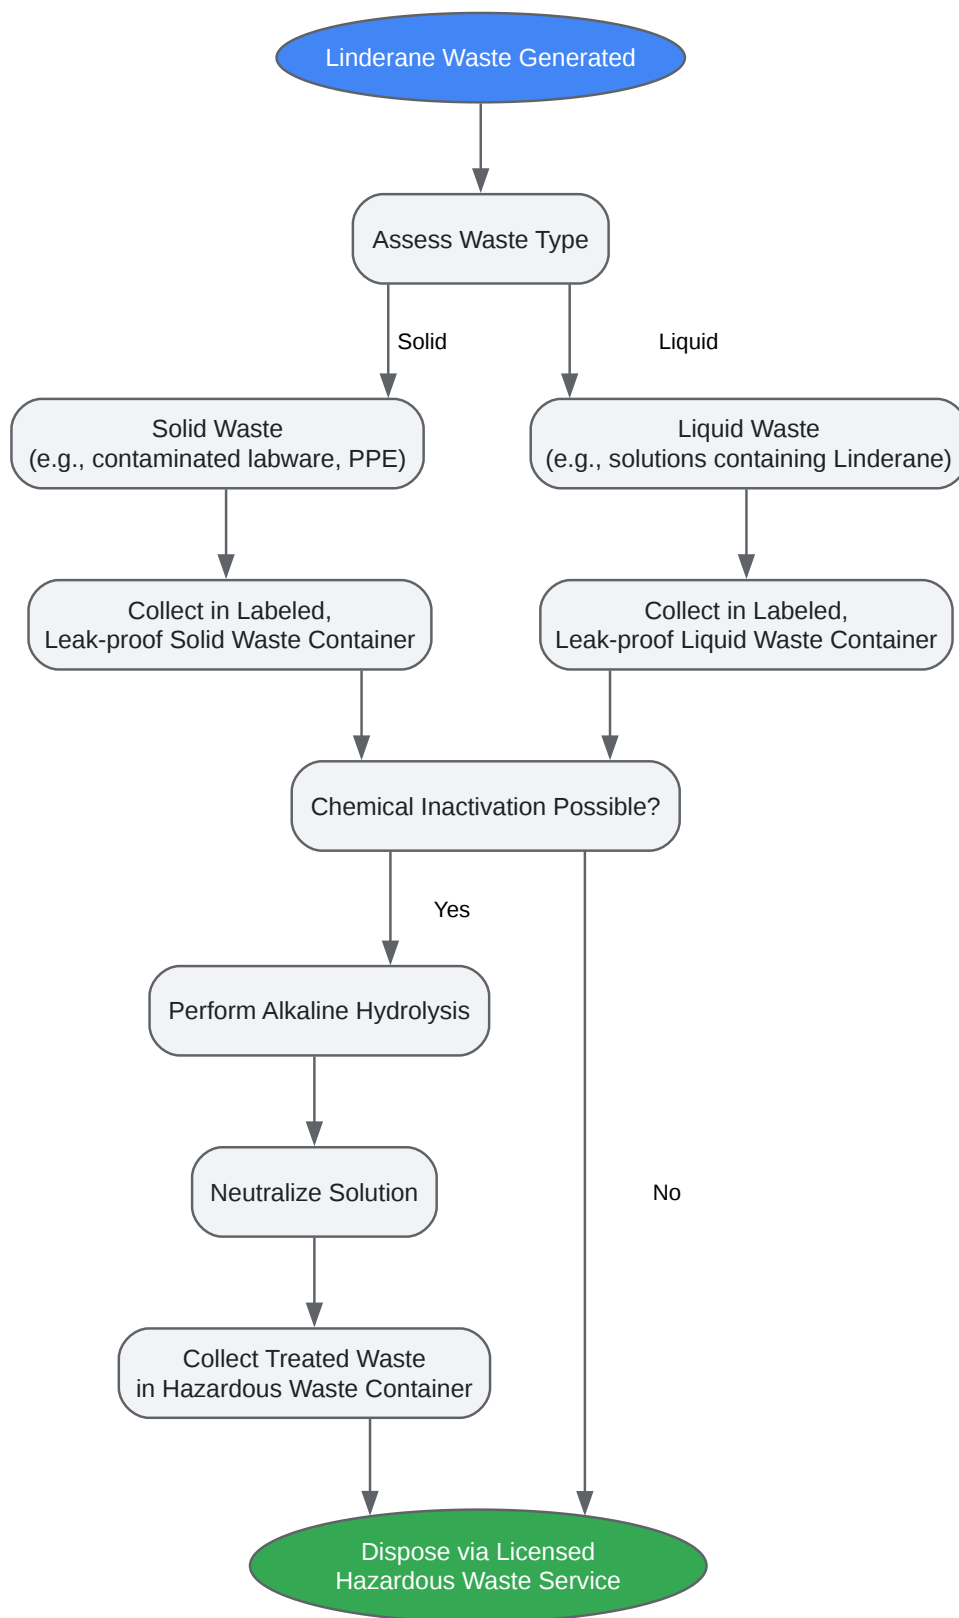 Linderane Waste Generated
Assess Waste Type
Solid
Liquid
Solid Waste
(e.g., contaminated labware, PPE)
Liquid Waste
(e.g., solutions containing Linderane)
Collect in Labeled,
Leak-proof Solid Waste Container
Collect in Labeled,
Leak-proof Liquid Waste Container
Chemical Inactivation Possible?
Yes
Perform Alkaline Hydrolysis
Neutralize Solution
No
Collect Treated Waste
in Hazardous Waste Container
Dispose via Licensed
Hazardous Waste Service